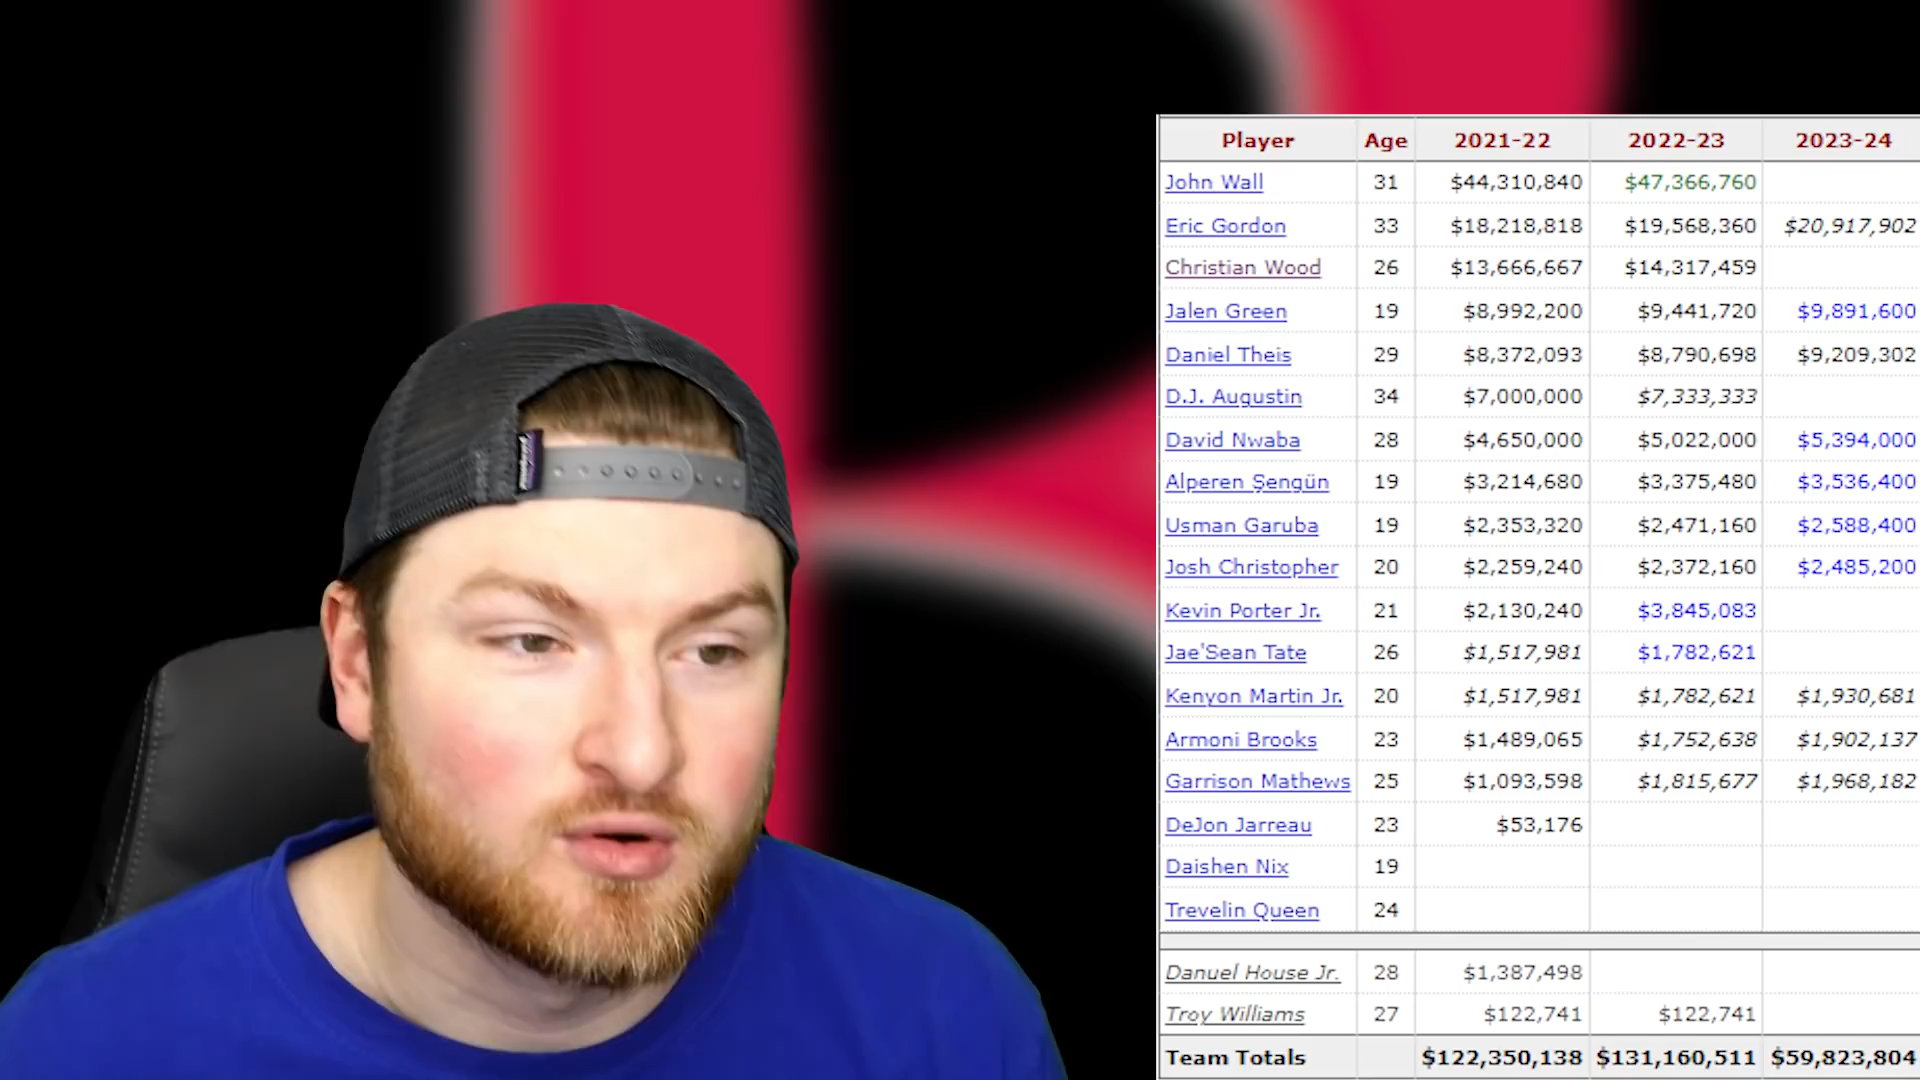 Player Age 2021-22 2022-23 2023-24
John Wall 31 $44,310,840 $47,366,760
Eric Gordon 33 $18,218,818 $19,568,360 $20,917,902
Christian Wood 26 $13,666,667 $14,317,459
Jalen Green 19 $8,992,200 $9,441,720 $9,891,600
Daniel Theis 29 $8,372,093 $8,790,698 $9,209,302
D.J. Augustin 34 $7,000,000 $7,333,333
David Nwaba 28 $4,650,000 $5,022,000 $5,394,000
Alperen Şengün 19 $3,214,680 $3,375,480 $3,536,400
Usman Garuba 19 $2,353,320 $2,471,160 $2,588,400
Josh Christopher 20 $2,259,240 $2,372,160 $2,485,200
Kevin Porter Jr. 21 $2,130,240 $3,845,083
Jae'Sean Tate 26 $1,517,981 $1,782,621
Kenyon Martin Jr. 20 $1,517,981 $1,782,621 $1,930,681
Armoni Brooks 23 $1,489,065 $1,752,638 $1,902,137
Garrison Mathews 25 $1,093,598 $1,815,677 $1,968,182
DeJon Jarreau 23 $53,176
Daishen Nix 19
Trevelin Queen 24
Danuel House Jr. 28 $1,387,498
Troy Williams 27 $122,741 $122,741
Team Totals $122,350,138 $131,160,511 $59,823,804